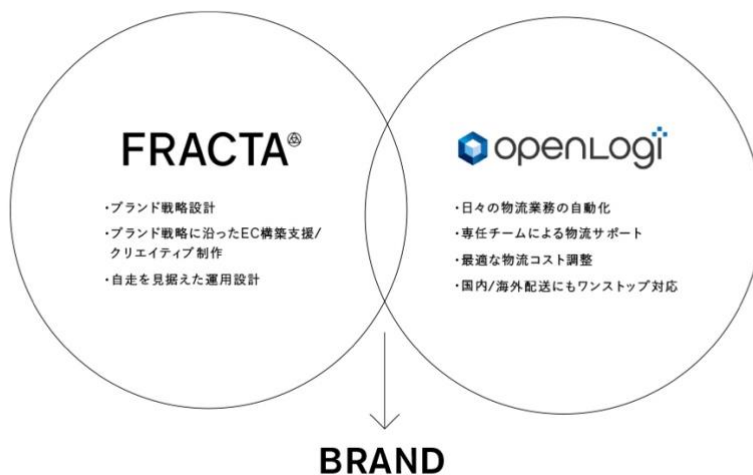 FRACTA
・ブランド戦略設計
・ブランド戦略に沿ったEC構築支援/
クリエイティブ制作
・自走を見据えた運用設計
openLogi
・日々の物流業務の自動化
・専任チームによる物流サポート
・最適な物流コスト調整
・国内/海外配送にもワンストップ対応
BRAND